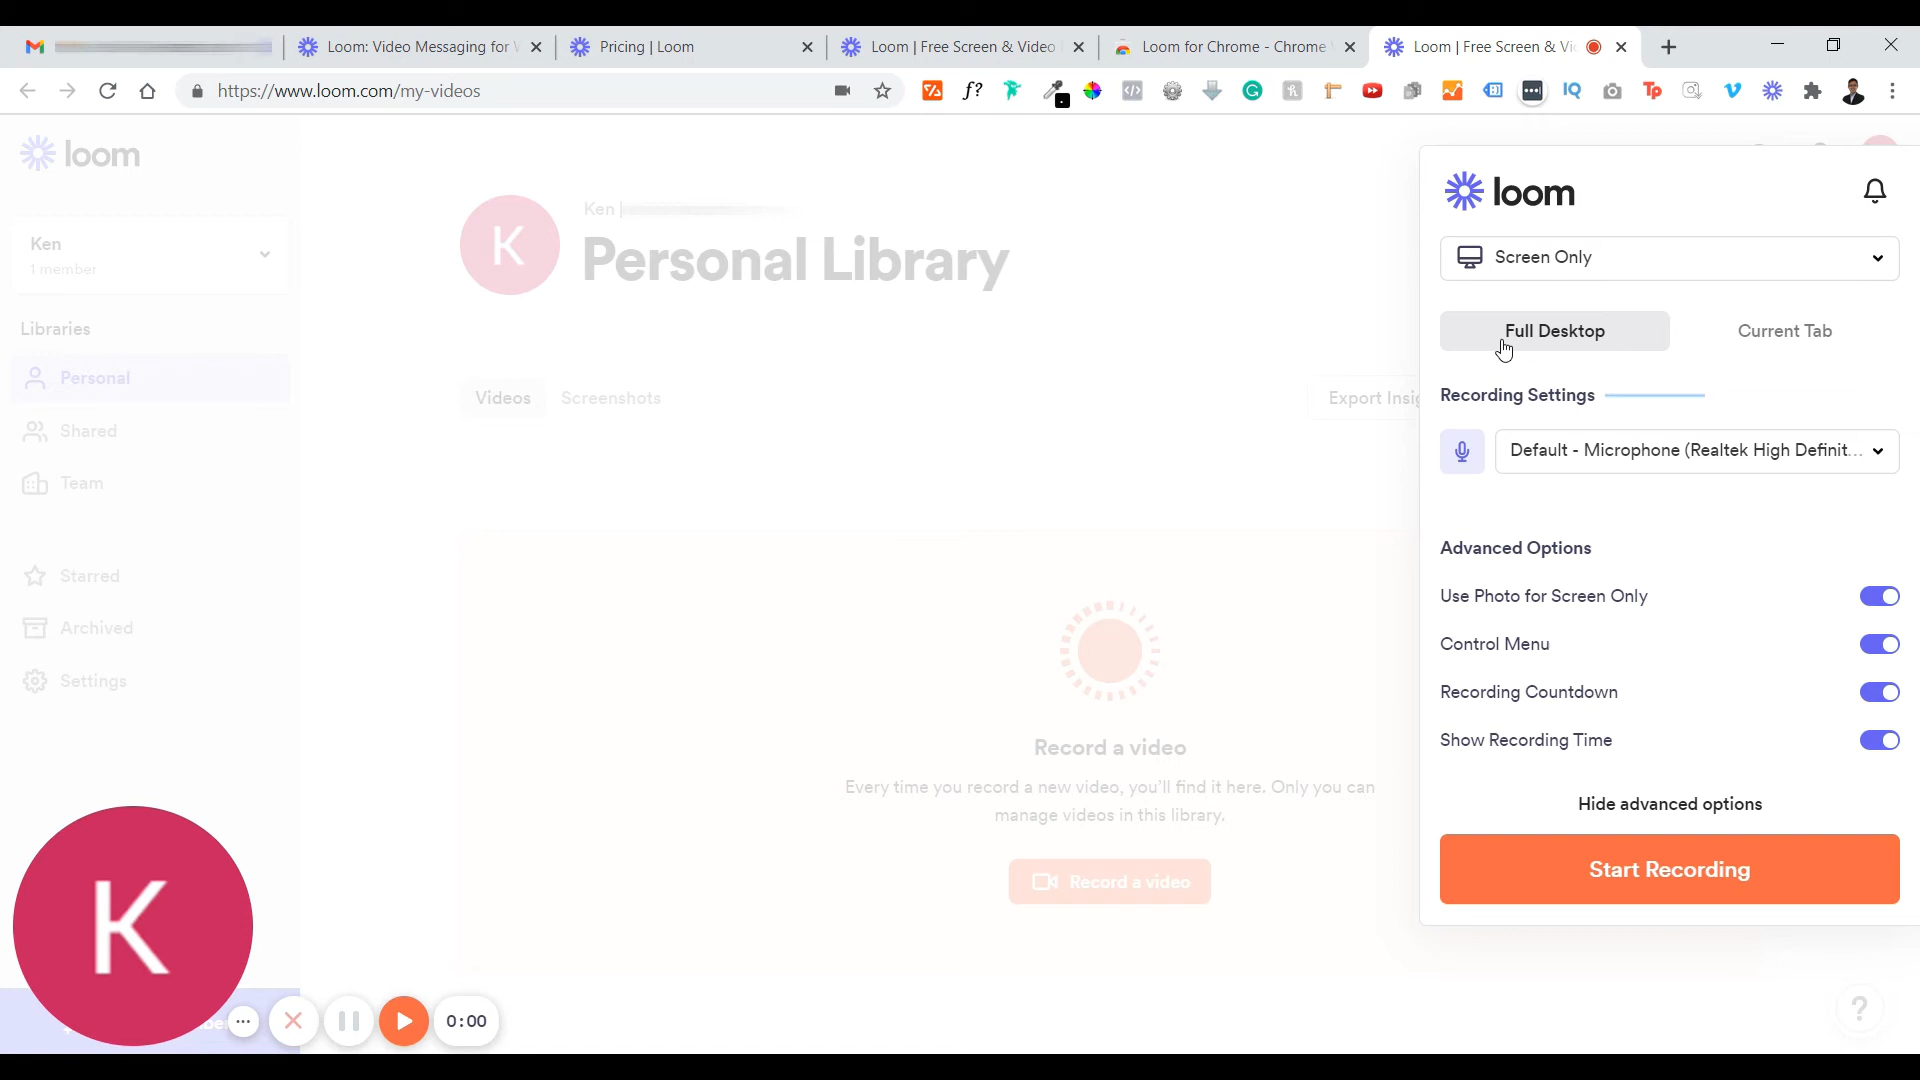 Loom: Video Messaging for W
Pricing | Loom
Loom | Free Screen & Video
Loom for Chrome - Chrome
Loom | Free Screen & Vi
https://www.loom.com/my-videos
loom
Ken
1 member
Libraries
Personal
Shared
Team
Starred
Archived
Settings
K
Ken |
Personal Library
Videos
Screenshots
Export Insig
Record a video
Every time you record a new video, you'll find it here. Only you can
manage videos in this library.
Record a video
loom
Screen Only
Full Desktop
Current Tab
Recording Settings
Default - Microphone (Realtek High Definit...
Advanced Options
Use Photo for Screen Only
Control Menu
Recording Countdown
Show Recording Time
Hide advanced options
Start Recording
K
0:00
?